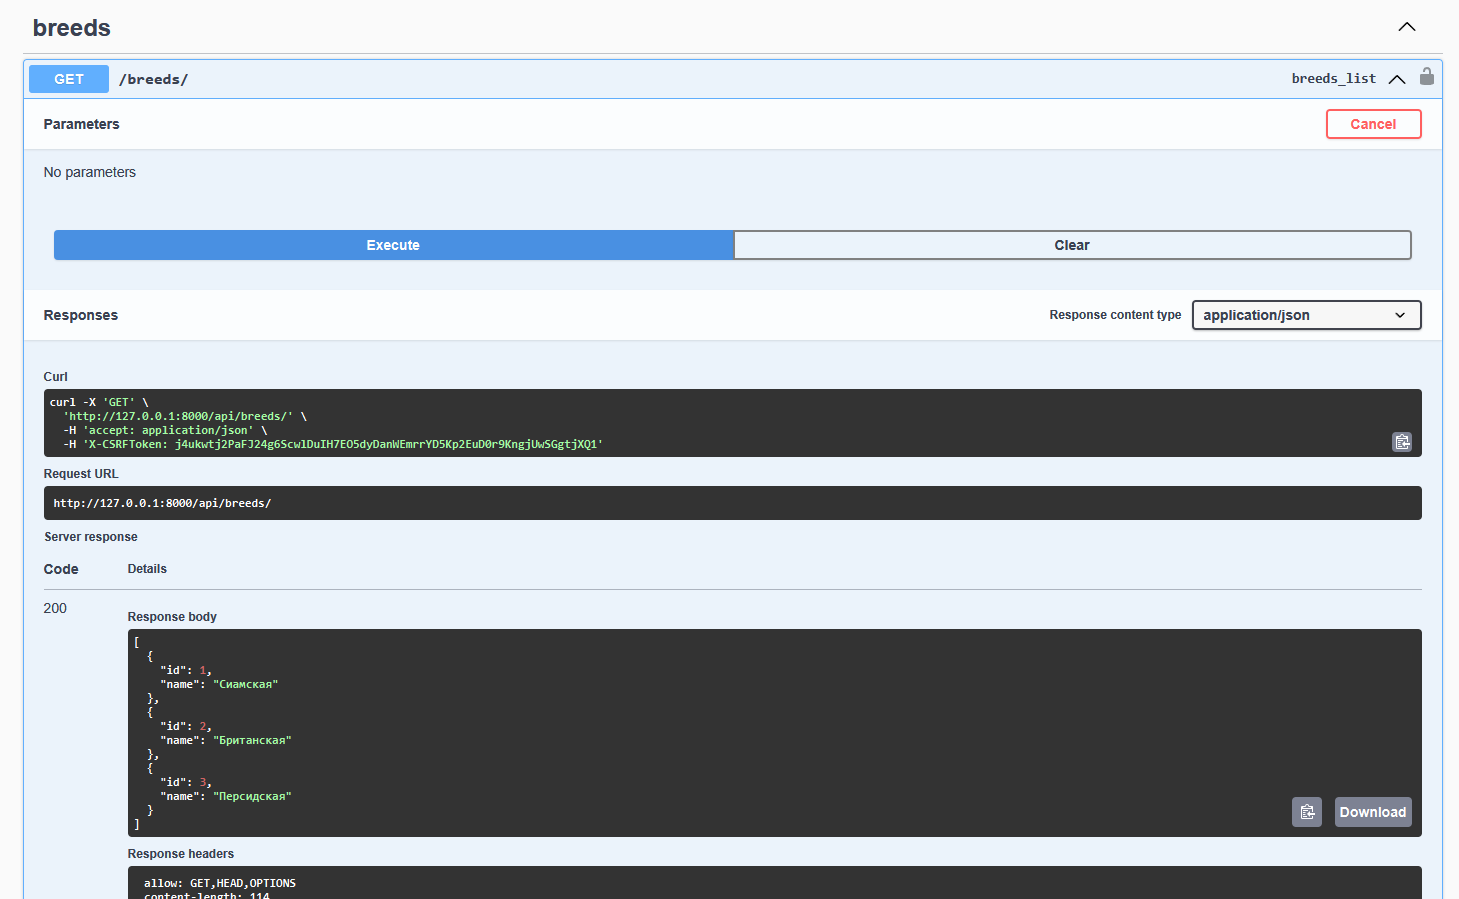 breeds
GET /breeds/ breeds_list
Parameters Cancel
No parameters
Execute Clear
Responses Response content type application/json
Curl
curl -X 'GET' \
'http://127.0.0.1:8000/api/breeds/' \
-H 'accept: application/json' \
-H 'X-CSRFToken: j4ukwtj2PaFJ24g6ScwlDuIH7EO5dyDanWEmrrYD5Kp2EuD0r9KngjUwSGgtjXQ1'
Request URL
http://127.0.0.1:8000/api/breeds/
Server response
Code Details
200
Response body
[
{
"id": 1,
"name": "Сиамская"
},
{
"id": 2,
"name": "Британская"
},
{
"id": 3,
"name": "Персидская"
}
]
Download
Response headers
allow: GET,HEAD,OPTIONS
content-length: 114